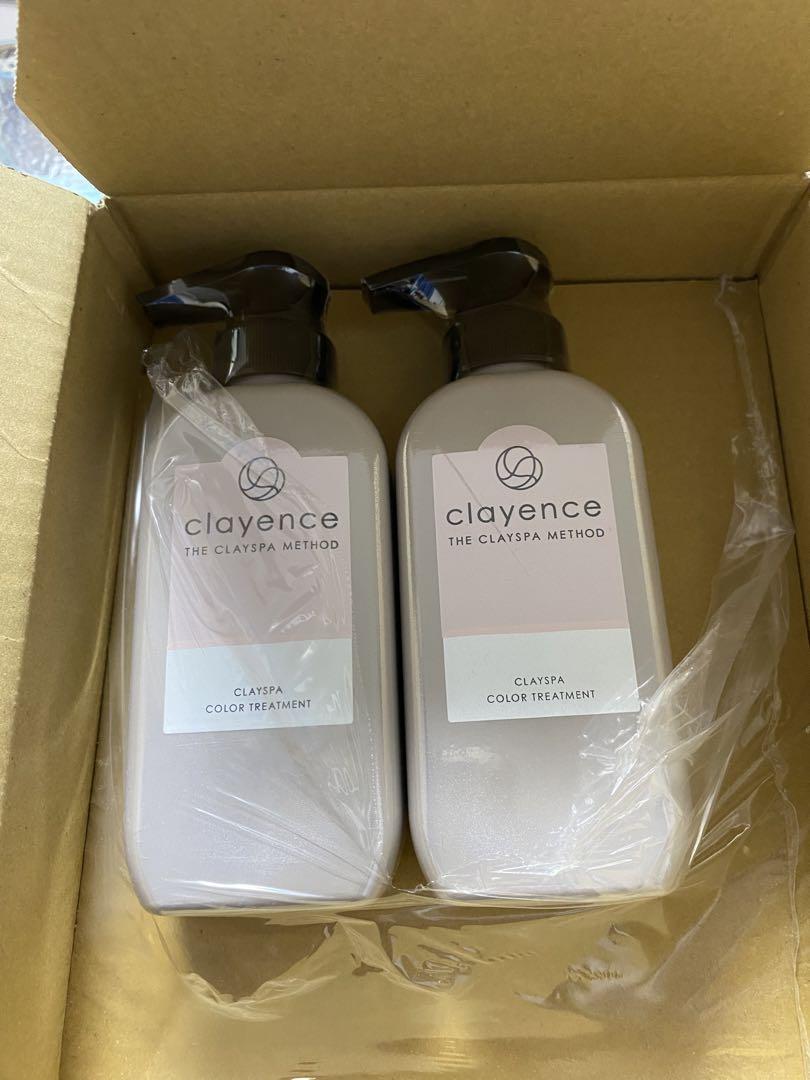 clayence
THE CLAYSPA METHOD
CLAYSPA
COLOR TREATMENT
clayence
THE CLAYSPA METHOD
CLAYSPA
COLOR TREATMENT